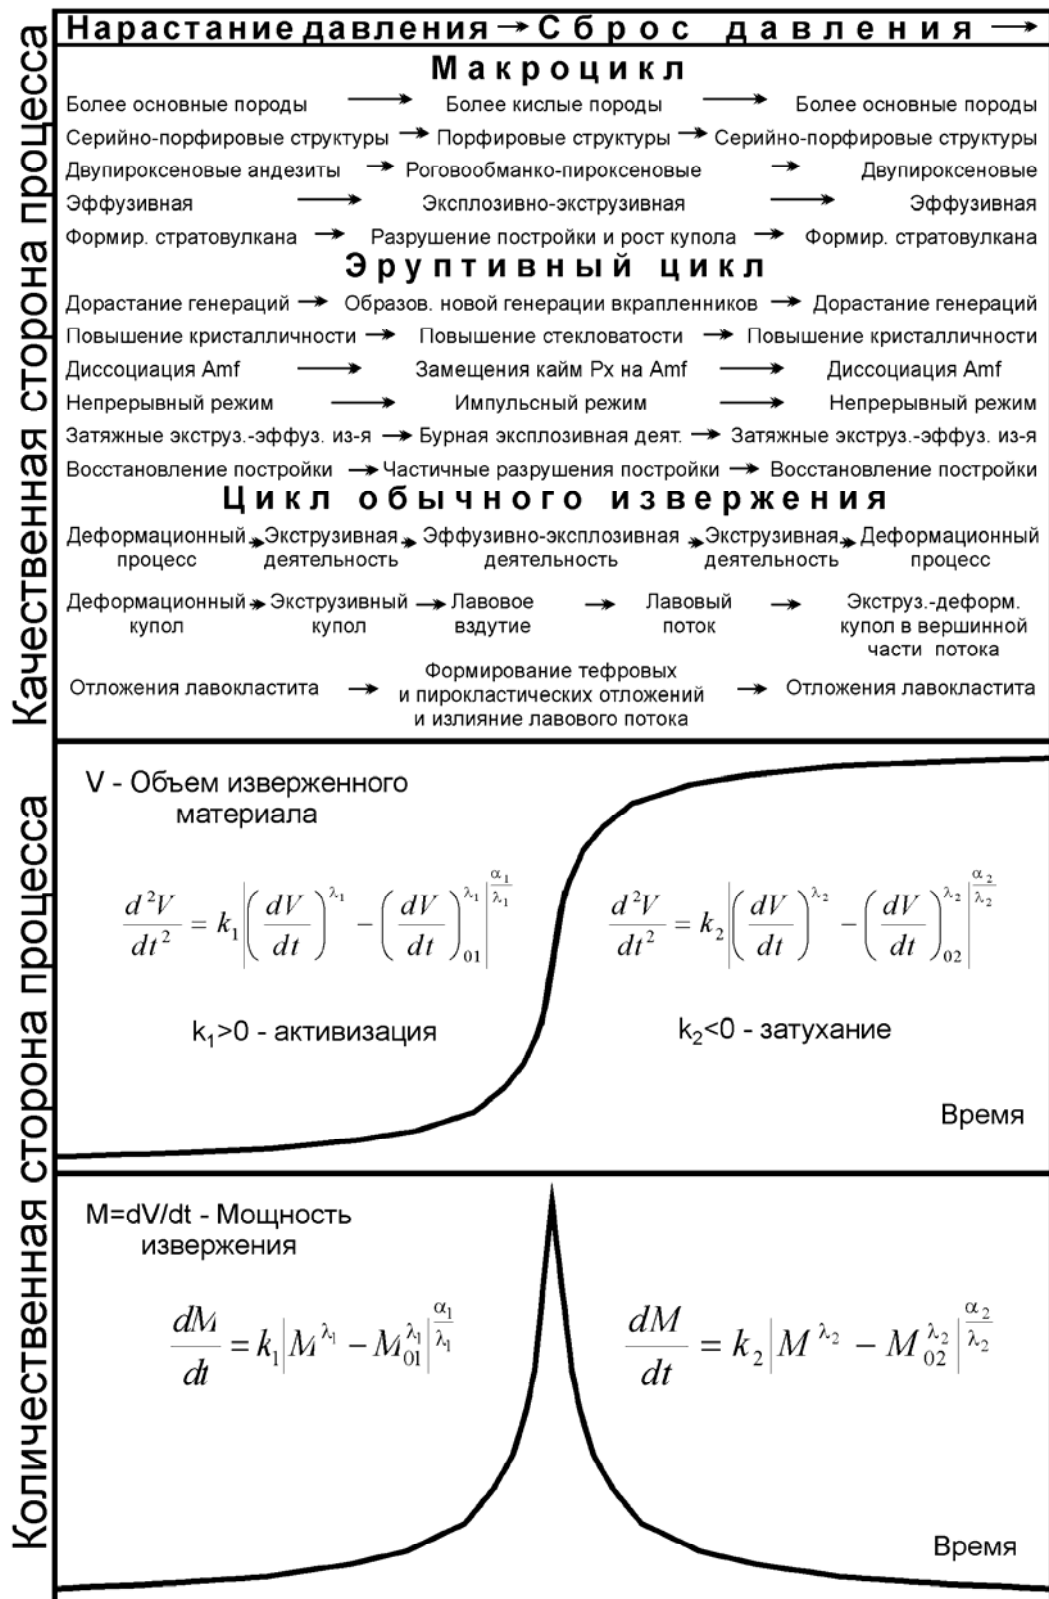 Нарастание давления → Сброс давления →
Качественная сторона процесса
Макроцикл
Более основные породы → Более кислые породы → Более основные породы
Серийно-порфировые структуры → Порфировые структуры → Серийно-порфировые структуры
Двупироксеновые андезиты → Роговообманко-пироксеновые → Двупироксеновые
Эффузивная → Эксплозивно-экструзивная → Эффузивная
Формир. стратовулкана → Разрушение постройки и рост купола → Формир. стратовулкана
Эруптивный цикл
Дорастание генераций → Образов. новой генерации вкрапленников → Дорастание генераций
Повышение кристалличности → Повышение стекловатости → Повышение кристалличности
Диссоциация Amf → Замещения кайм Px на Amf → Диссоциация Amf
Непрерывный режим → Импульсный режим → Непрерывный режим
Затяжные экструз.-эффуз. из-я → Бурная эксплозивная деят. → Затяжные экструз.-эффуз. из-я
Восстановление постройки → Частичные разрушения постройки → Восстановление постройки
Цикл обычного извержения
Деформационный → Экструзивная → Эффузивно-эксплозивная → Экструзивная → Деформационный
процесс деятельность деятельность деятельность процесс
Деформационный → Экструзивный → Лавовое → Лавовый → Экструз.-деформ.
купол купол вздутие поток купол в вершинной
части потока
Формирование тефровых
Отложения лавокластита → и пирокластических отложений → Отложения лавокластита
и излияние лавового потока
Количественная сторона процесса
V - Объем изверженного
материала
d²V/dt² = k₁|(dV/dt)^λ₁ − (dV/dt)₀₁^λ₁|^(α₁/λ₁) d²V/dt² = k₂|(dV/dt)^λ₂ − (dV/dt)₀₂^λ₂|^(α₂/λ₂)
k₁>0 - активизация k₂<0 - затухание
Время
M=dV/dt - Мощность
извержения
dM/dt = k₁|M^λ₁ − M₀₁^λ₁|^(α₁/λ₁) dM/dt = k₂|M^λ₂ − M₀₂^λ₂|^(α₂/λ₂)
Время